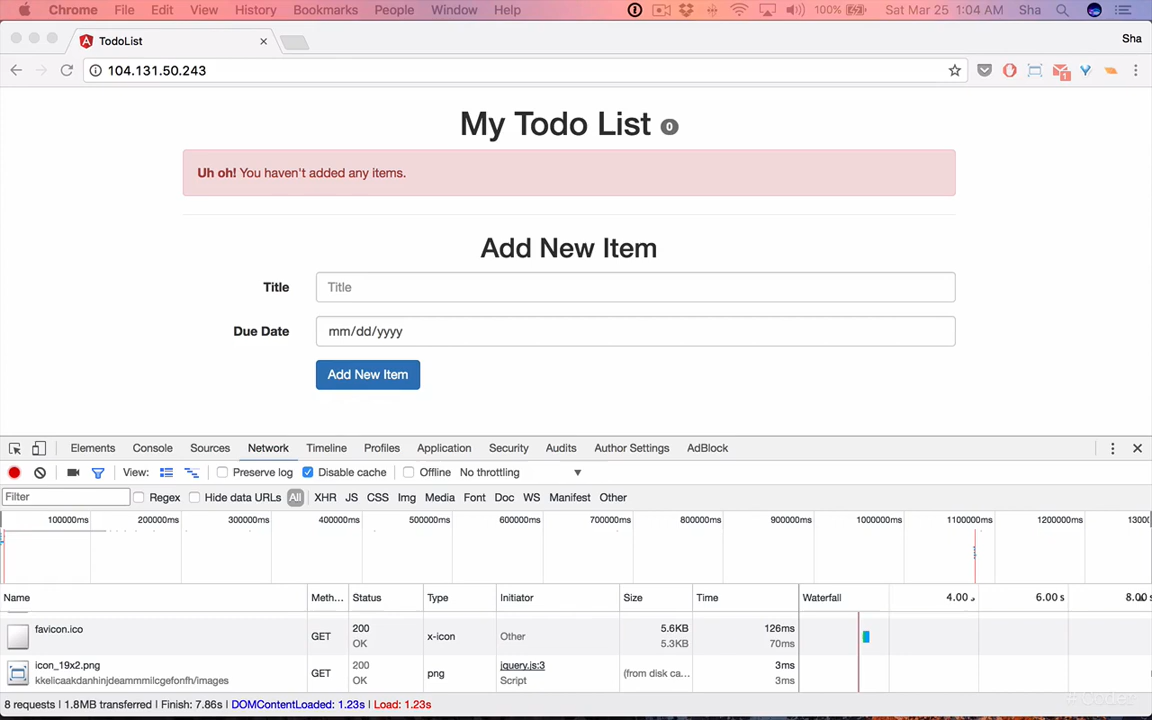 Chrome File Edit View History Bookmarks People Window Help 100% Sat Mar 25 1:04 AM Sha
TodoList Sha
104.131.50.243
My Todo List 0
Uh oh! You haven't added any items.
Add New Item
Title Title
Due Date mm/dd/yyyy
Add New Item
Elements Console Sources Network Timeline Profiles Application Security Audits Author Settings AdBlock
View: Preserve log Disable cache Offline No throttling
Filter Regex Hide data URLs All XHR JS CSS Img Media Font Doc WS Manifest Other
100000ms 200000ms 300000ms 400000ms 500000ms 600000ms 700000ms 800000ms 900000ms 1000000ms 1100000ms 1200000ms 13000
Name Meth... Status Type Initiator Size Time Waterfall 4.00 s 6.00 s 8.00 s
favicon.ico GET 200 x-icon Other 5.6KB 126ms
OK 5.3KB 70ms
icon_19x2.png GET 200 png jquery.js:3 (from disk ca... 3ms
kkelicaakdanhinjdeammmilcgefonfh/images OK Script 3ms
8 requests | 1.8MB transferred | Finish: 7.86s | DOMContentLoaded: 1.23s | Load: 1.23s